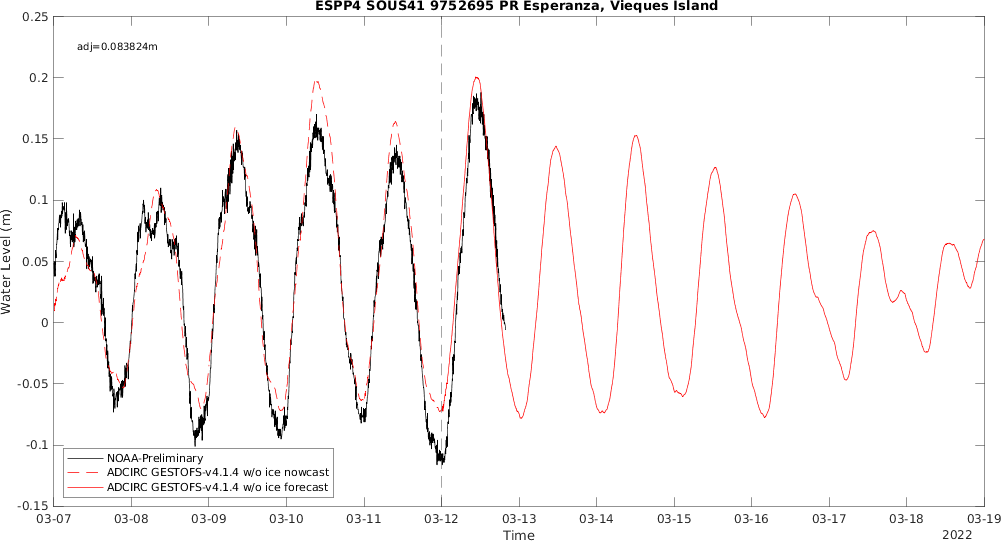 ESPP4 SOUS41 9752695 PR Esperanza, Vieques Island
0.25
adj=0.083824m
0.2
0.15
0.1
0.05
0
-0.05
-0.1
-0.15
Water Level (m)
NOAA-Preliminary
ADCIRC GESTOFS-v4.1.4 w/o ice nowcast
ADCIRC GESTOFS-v4.1.4 w/o ice forecast
03-07 03-08 03-09 03-10 03-11 03-12 03-13 03-14 03-15 03-16 03-17 03-18 03-19
Time
2022